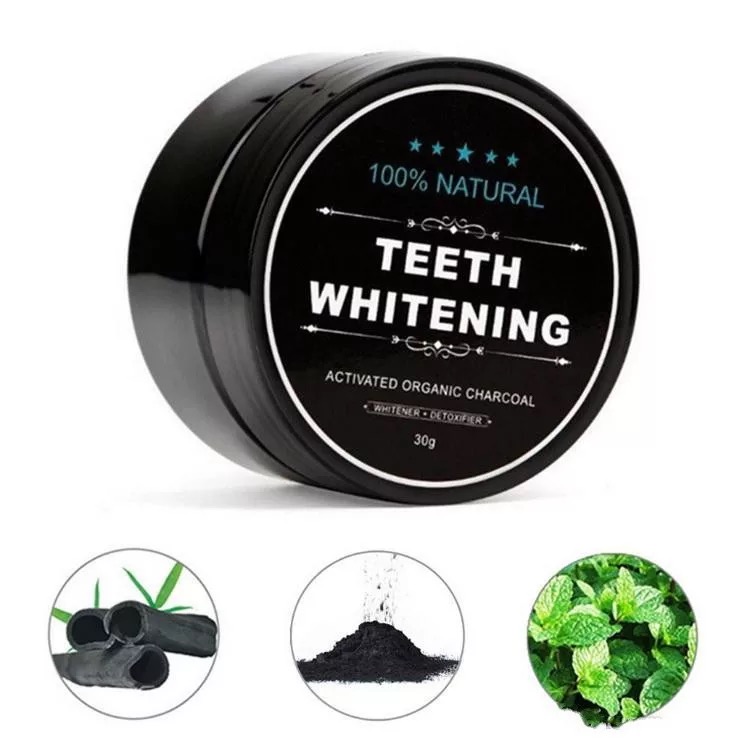 100% NATURAL
TEETH
WHITENING
ACTIVATED ORGANIC CHARCOAL
WHITENER • DETOXIFIER
30g